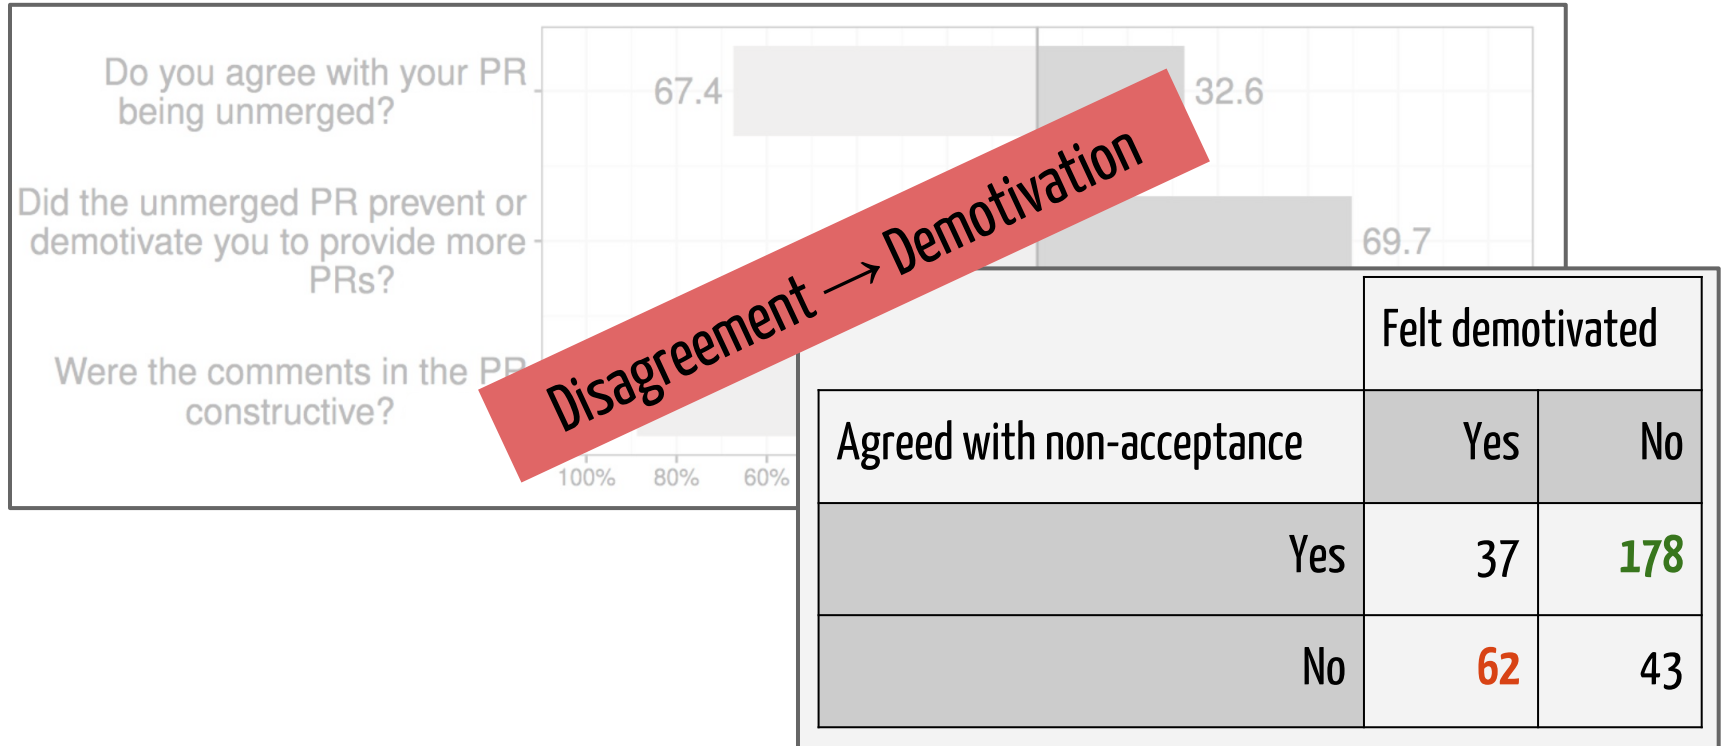 Do you agree with your PR
being unmerged?
67.4
32.6
Did the unmerged PR prevent or
demotivate you to provide more
PRs?
69.7
Were the comments in the PR
constructive?
100% 80% 60%
Disagreement → Demotivation
Felt demotivated
Agreed with non-acceptance Yes No
Yes 37 178
No 62 43